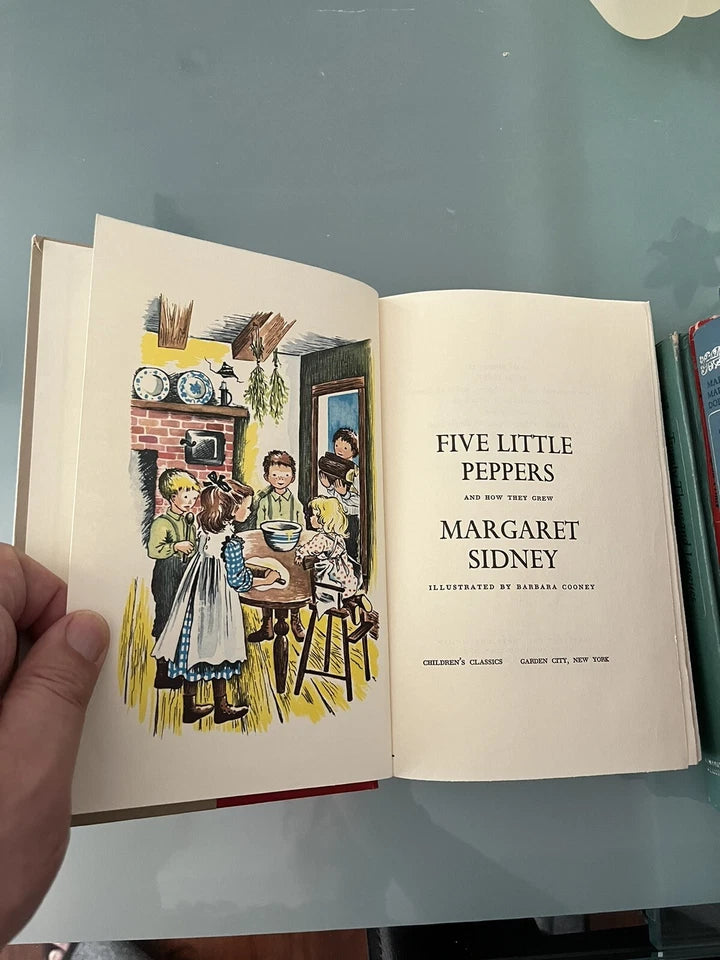 FIVE LITTLE
PEPPERS
AND HOW THEY GREW
MARGARET
SIDNEY
ILLUSTRATED BY BARBARA COONEY
CHILDREN'S CLASSICS GARDEN CITY, NEW YORK